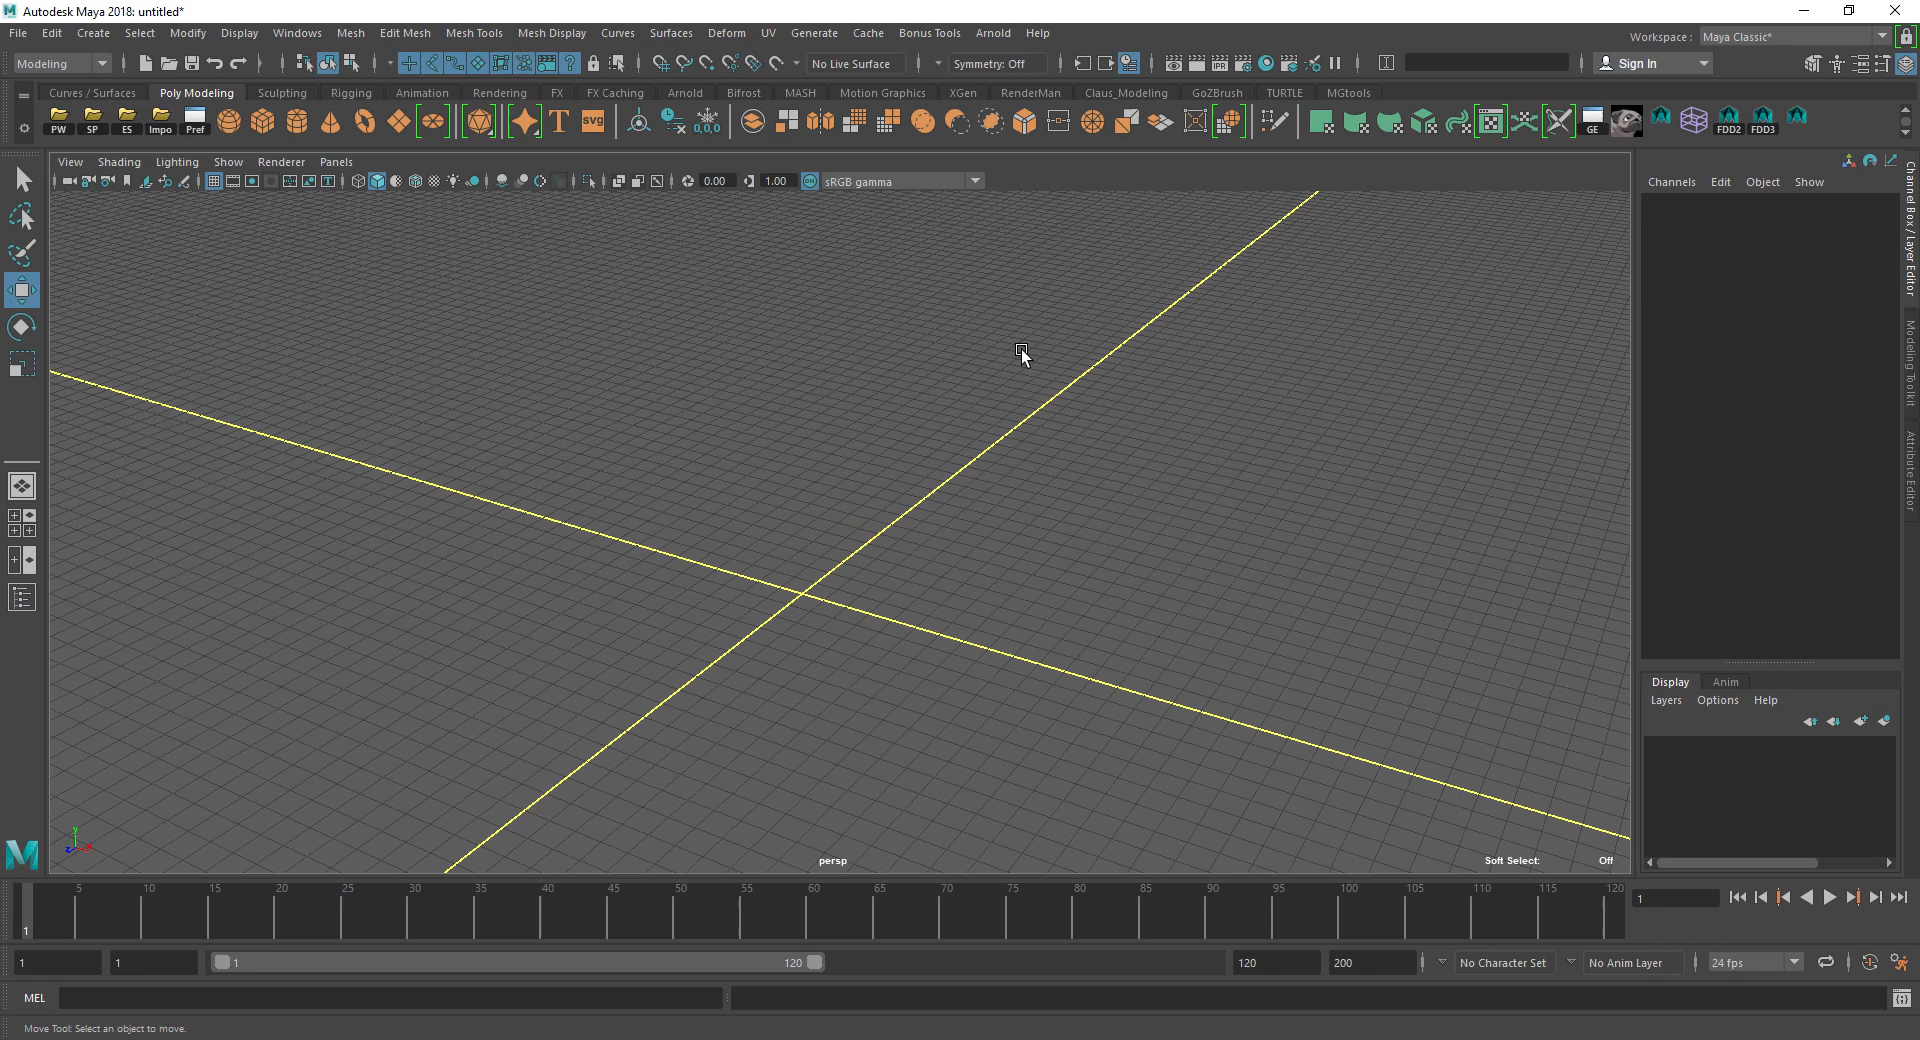 Autodesk Maya 2018: untitled*
File Edit Create Select Modify Display Windows Mesh Edit Mesh Mesh Tools Mesh Display Curves Surfaces Deform UV Generate Cache Bonus Tools Arnold Help
Workspace : Maya Classic*
Modeling No Live Surface Symmetry: Off Sign In
Curves / Surfaces Poly Modeling Sculpting Rigging Animation Rendering FX FX Caching Arnold Bifrost MASH Motion Graphics XGen RenderMan Claus_Modeling GoZBrush TURTLE MGtools
PW SP ES Impo Pref T svg 0,0,0 GE FDD2 FDD3
View Shading Lighting Show Renderer Panels
IPR
0.00 1.00 ON sRGB gamma
Channels Edit Object Show
Channel Box / Layer Editor
Modeling Toolkit
Attribute Editor
Display Anim
Layers Options Help
y
z x
persp
Soft Select: Off
5 10 15 20 25 30 35 40 45 50 55 60 65 70 75 80 85 90 95 100 105 110 115 120
1
1
1 1 1 120 120 200 No Character Set No Anim Layer 24 fps
MEL
Move Tool: Select an object to move.